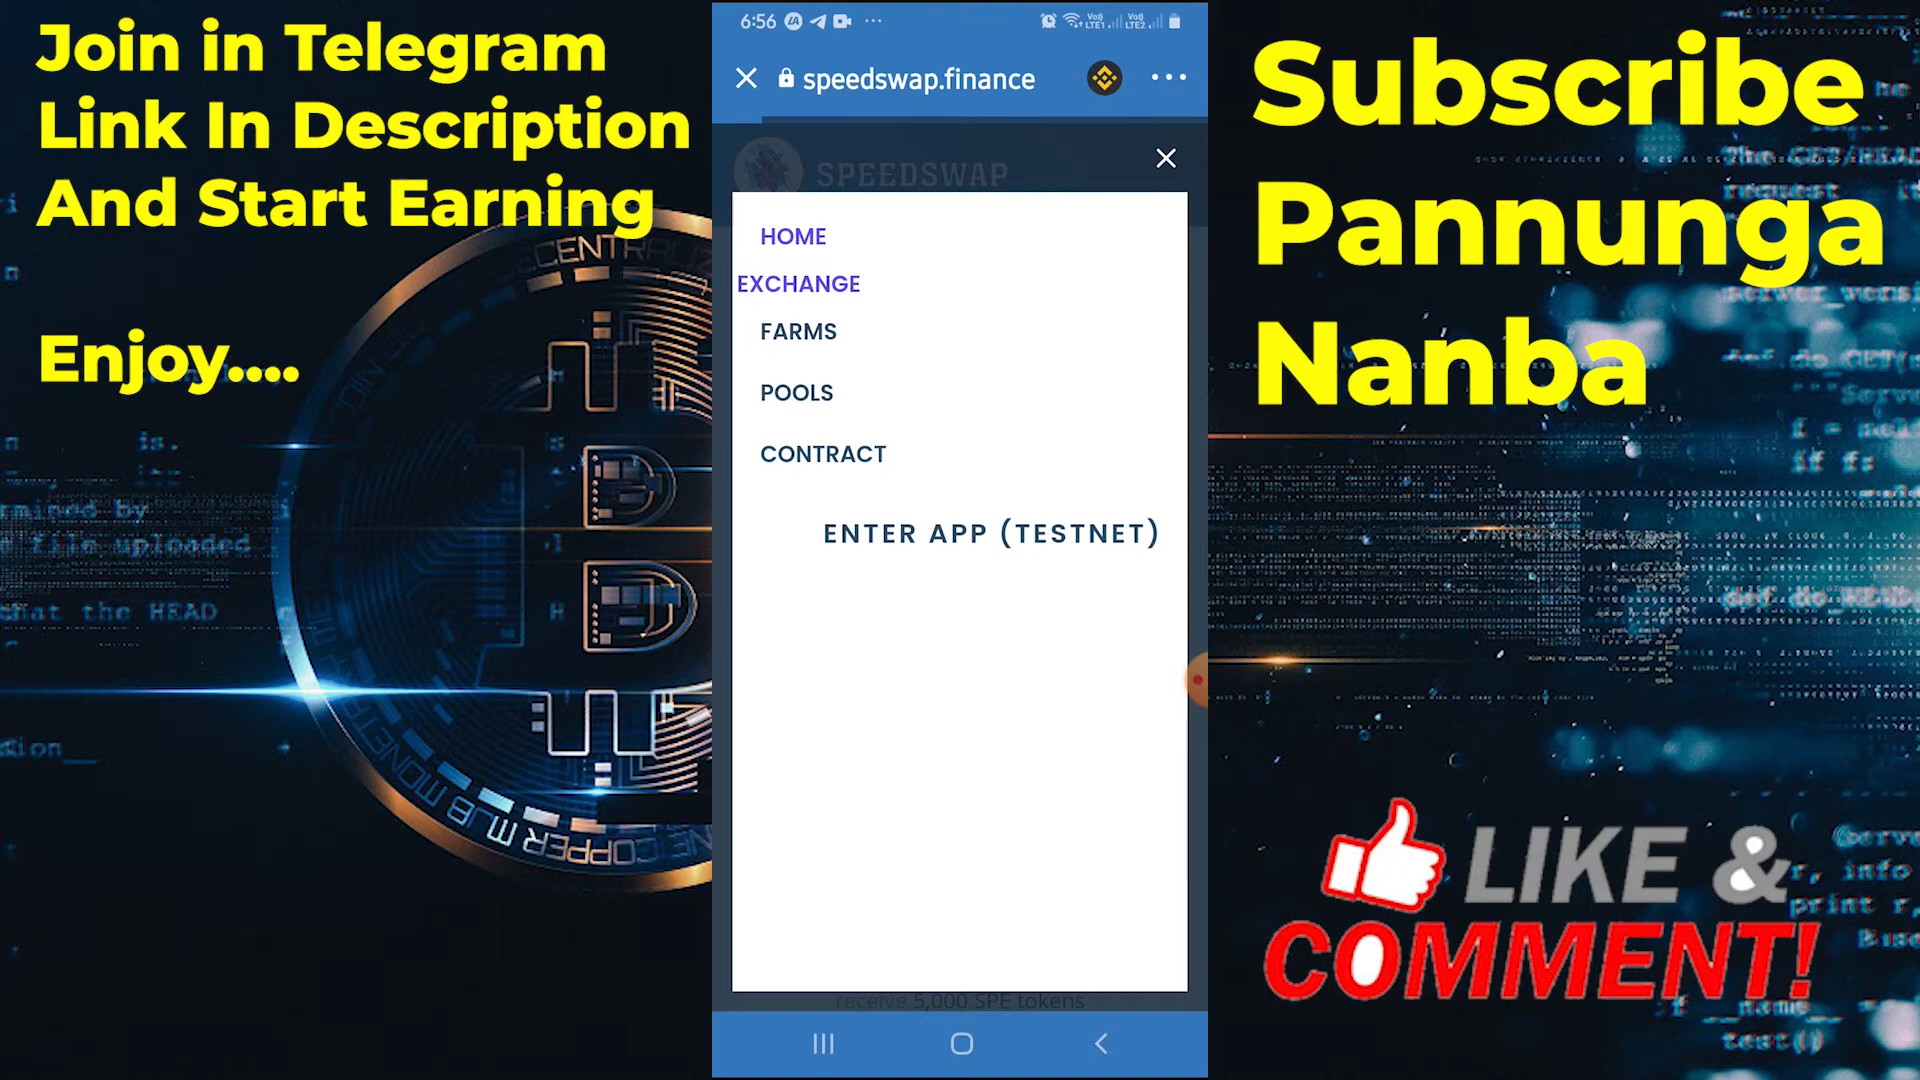 Join in Telegram
Link In Description
And Start Earning
Enjoy....
6:56
speedswap.finance
SPEEDSWAP
HOME
EXCHANGE
FARMS
POOLS
CONTRACT
ENTER APP (TESTNET)
receive 5,000 SPE tokens
Subscribe
Pannunga
Nanba
LIKE &
COMMENT!